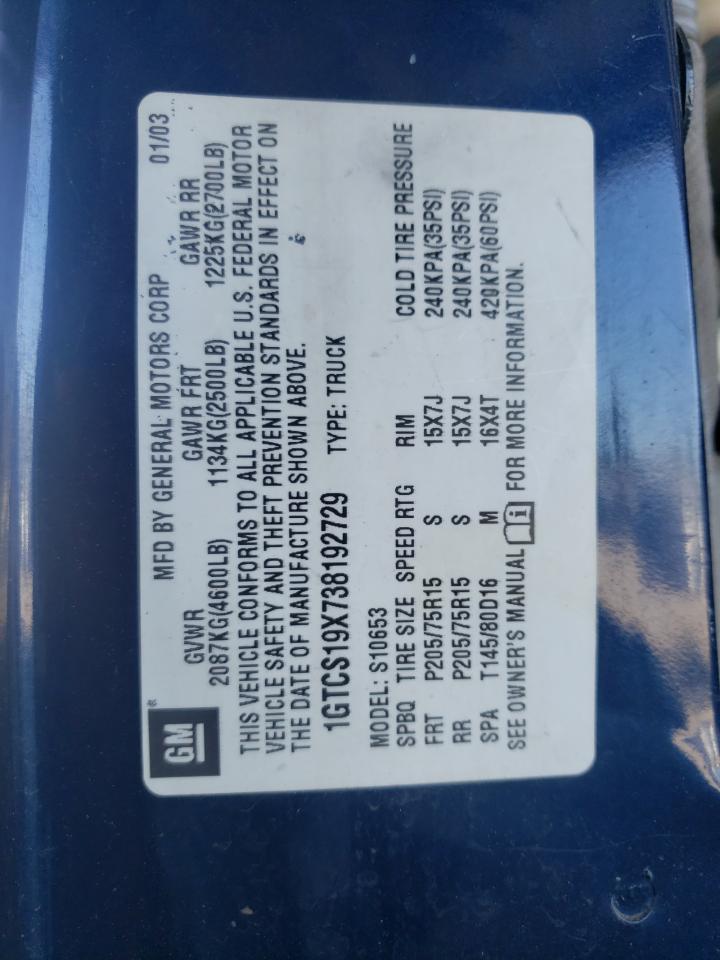 GM®
MFD BY GENERAL MOTORS CORP 01/03
GVWR GAWR FRT GAWR RR
2087KG(4600LB) 1134KG(2500LB) 1225KG(2700LB)
THIS VEHICLE CONFORMS TO ALL APPLICABLE U.S. FEDERAL MOTOR
VEHICLE SAFETY AND THEFT PREVENTION STANDARDS IN EFFECT ON
THE DATE OF MANUFACTURE SHOWN ABOVE.
1GTCS19X738192729 TYPE: TRUCK
MODEL: S10653
SPBQ TIRE SIZE SPEED RTG RIM COLD TIRE PRESSURE
FRT P205/75R15 S 15X7J 240KPA(35PSI)
RR P205/75R15 S 15X7J 240KPA(35PSI)
SPA T145/80D16 M 16X4T 420KPA(60PSI)
SEE OWNER'S MANUAL FOR MORE INFORMATION.